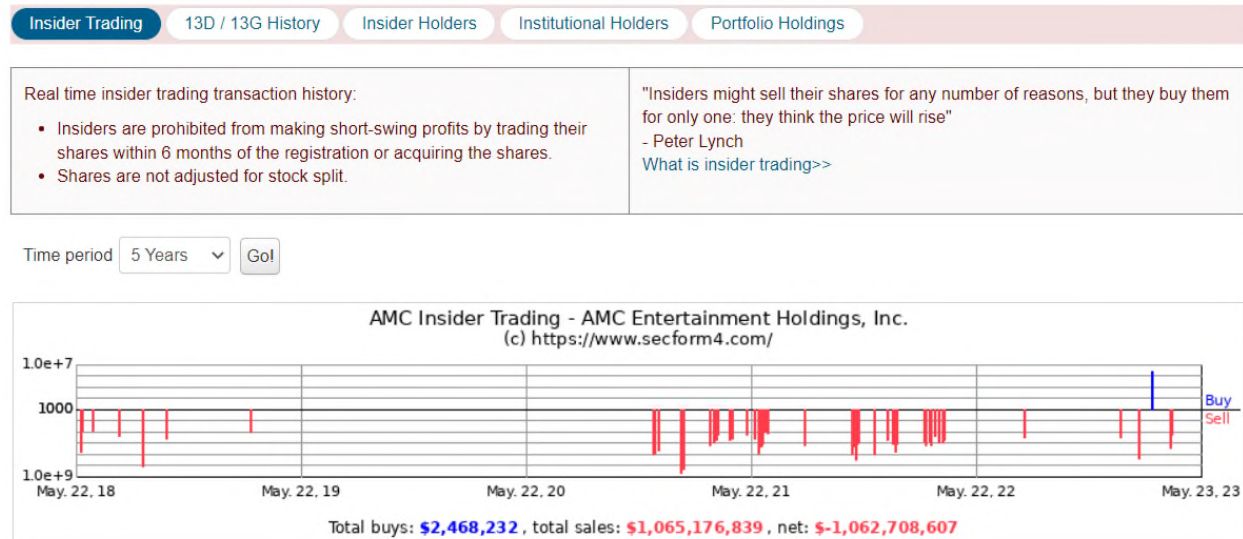 Insider Trading 13D / 13G History Insider Holders Institutional Holders Portfolio Holdings
Real time insider trading transaction history:
• Insiders are prohibited from making short-swing profits by trading their
shares within 6 months of the registration or acquiring the shares.
• Shares are not adjusted for stock split.
"Insiders might sell their shares for any number of reasons, but they buy them
for only one: they think the price will rise"
- Peter Lynch
What is insider trading>>
Time period 5 Years Go!
AMC Insider Trading - AMC Entertainment Holdings, Inc.
(c) https://www.secform4.com/
1.0e+7
1000
Buy
Sell
1.0e+9
May. 22, 18 May. 22, 19 May. 22, 20 May. 22, 21 May. 22, 22 May. 23, 23
Total buys: $2,468,232 , total sales: $1,065,176,839 , net: $-1,062,708,607